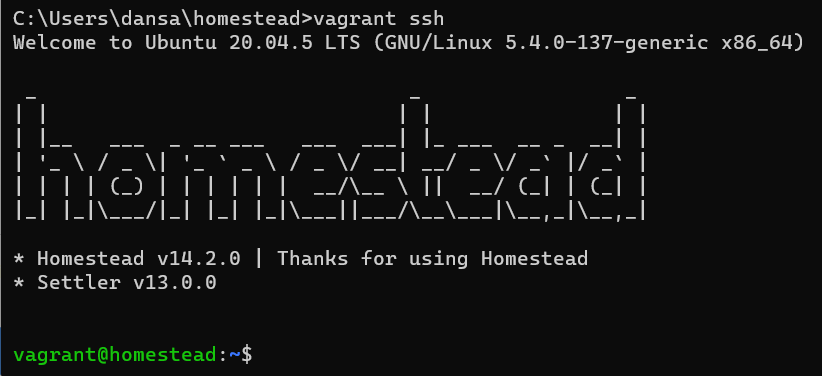 C:\Users\dansa\homestead>vagrant ssh
Welcome to Ubuntu 20.04.5 LTS (GNU/Linux 5.4.0-137-generic x86_64)
homestead
* Homestead v14.2.0 | Thanks for using Homestead
* Settler v13.0.0
vagrant@homestead:~$